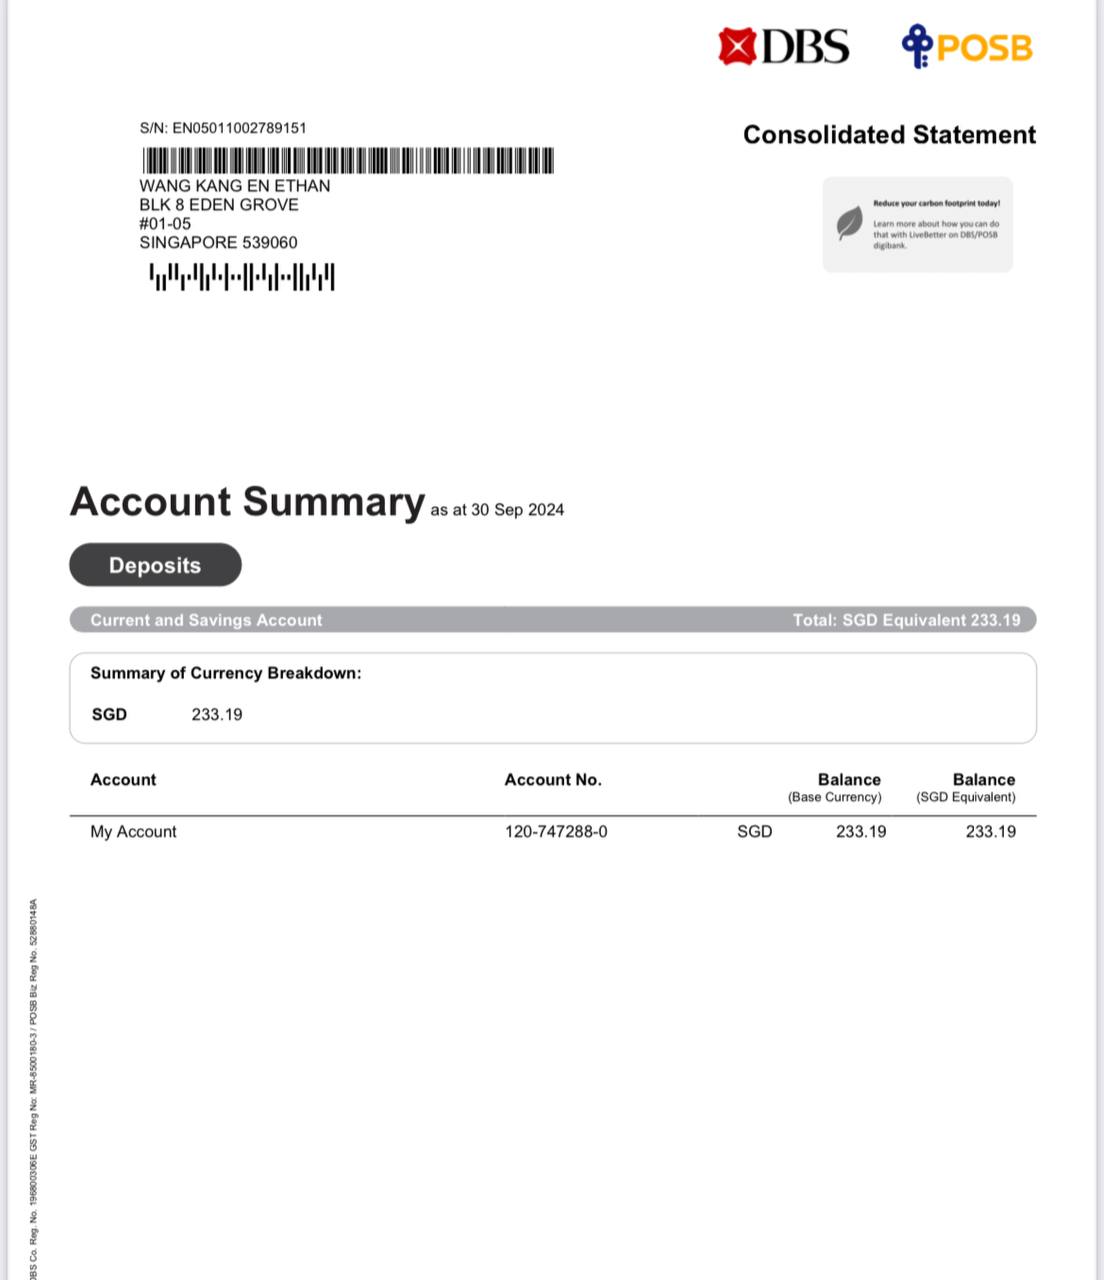 DBS POSB
S/N: EN05011002789151
Consolidated Statement
WANG KANG EN ETHAN
BLK 8 EDEN GROVE
#01-05
SINGAPORE 539060
Reduce your carbon footprint today!
Learn more about how you can do
that with LiveBetter on DBS/POSB
digibank.
Account Summary as at 30 Sep 2024
Deposits
Current and Savings Account Total: SGD Equivalent 233.19
Summary of Currency Breakdown:
SGD 233.19
Account Account No. Balance Balance
(Base Currency) (SGD Equivalent)
My Account 120-747288-0 SGD 233.19 233.19
Co. Reg. No. 196800306E GST Reg No: MR-8500180-3 / POSB Biz Reg No. 52880148A